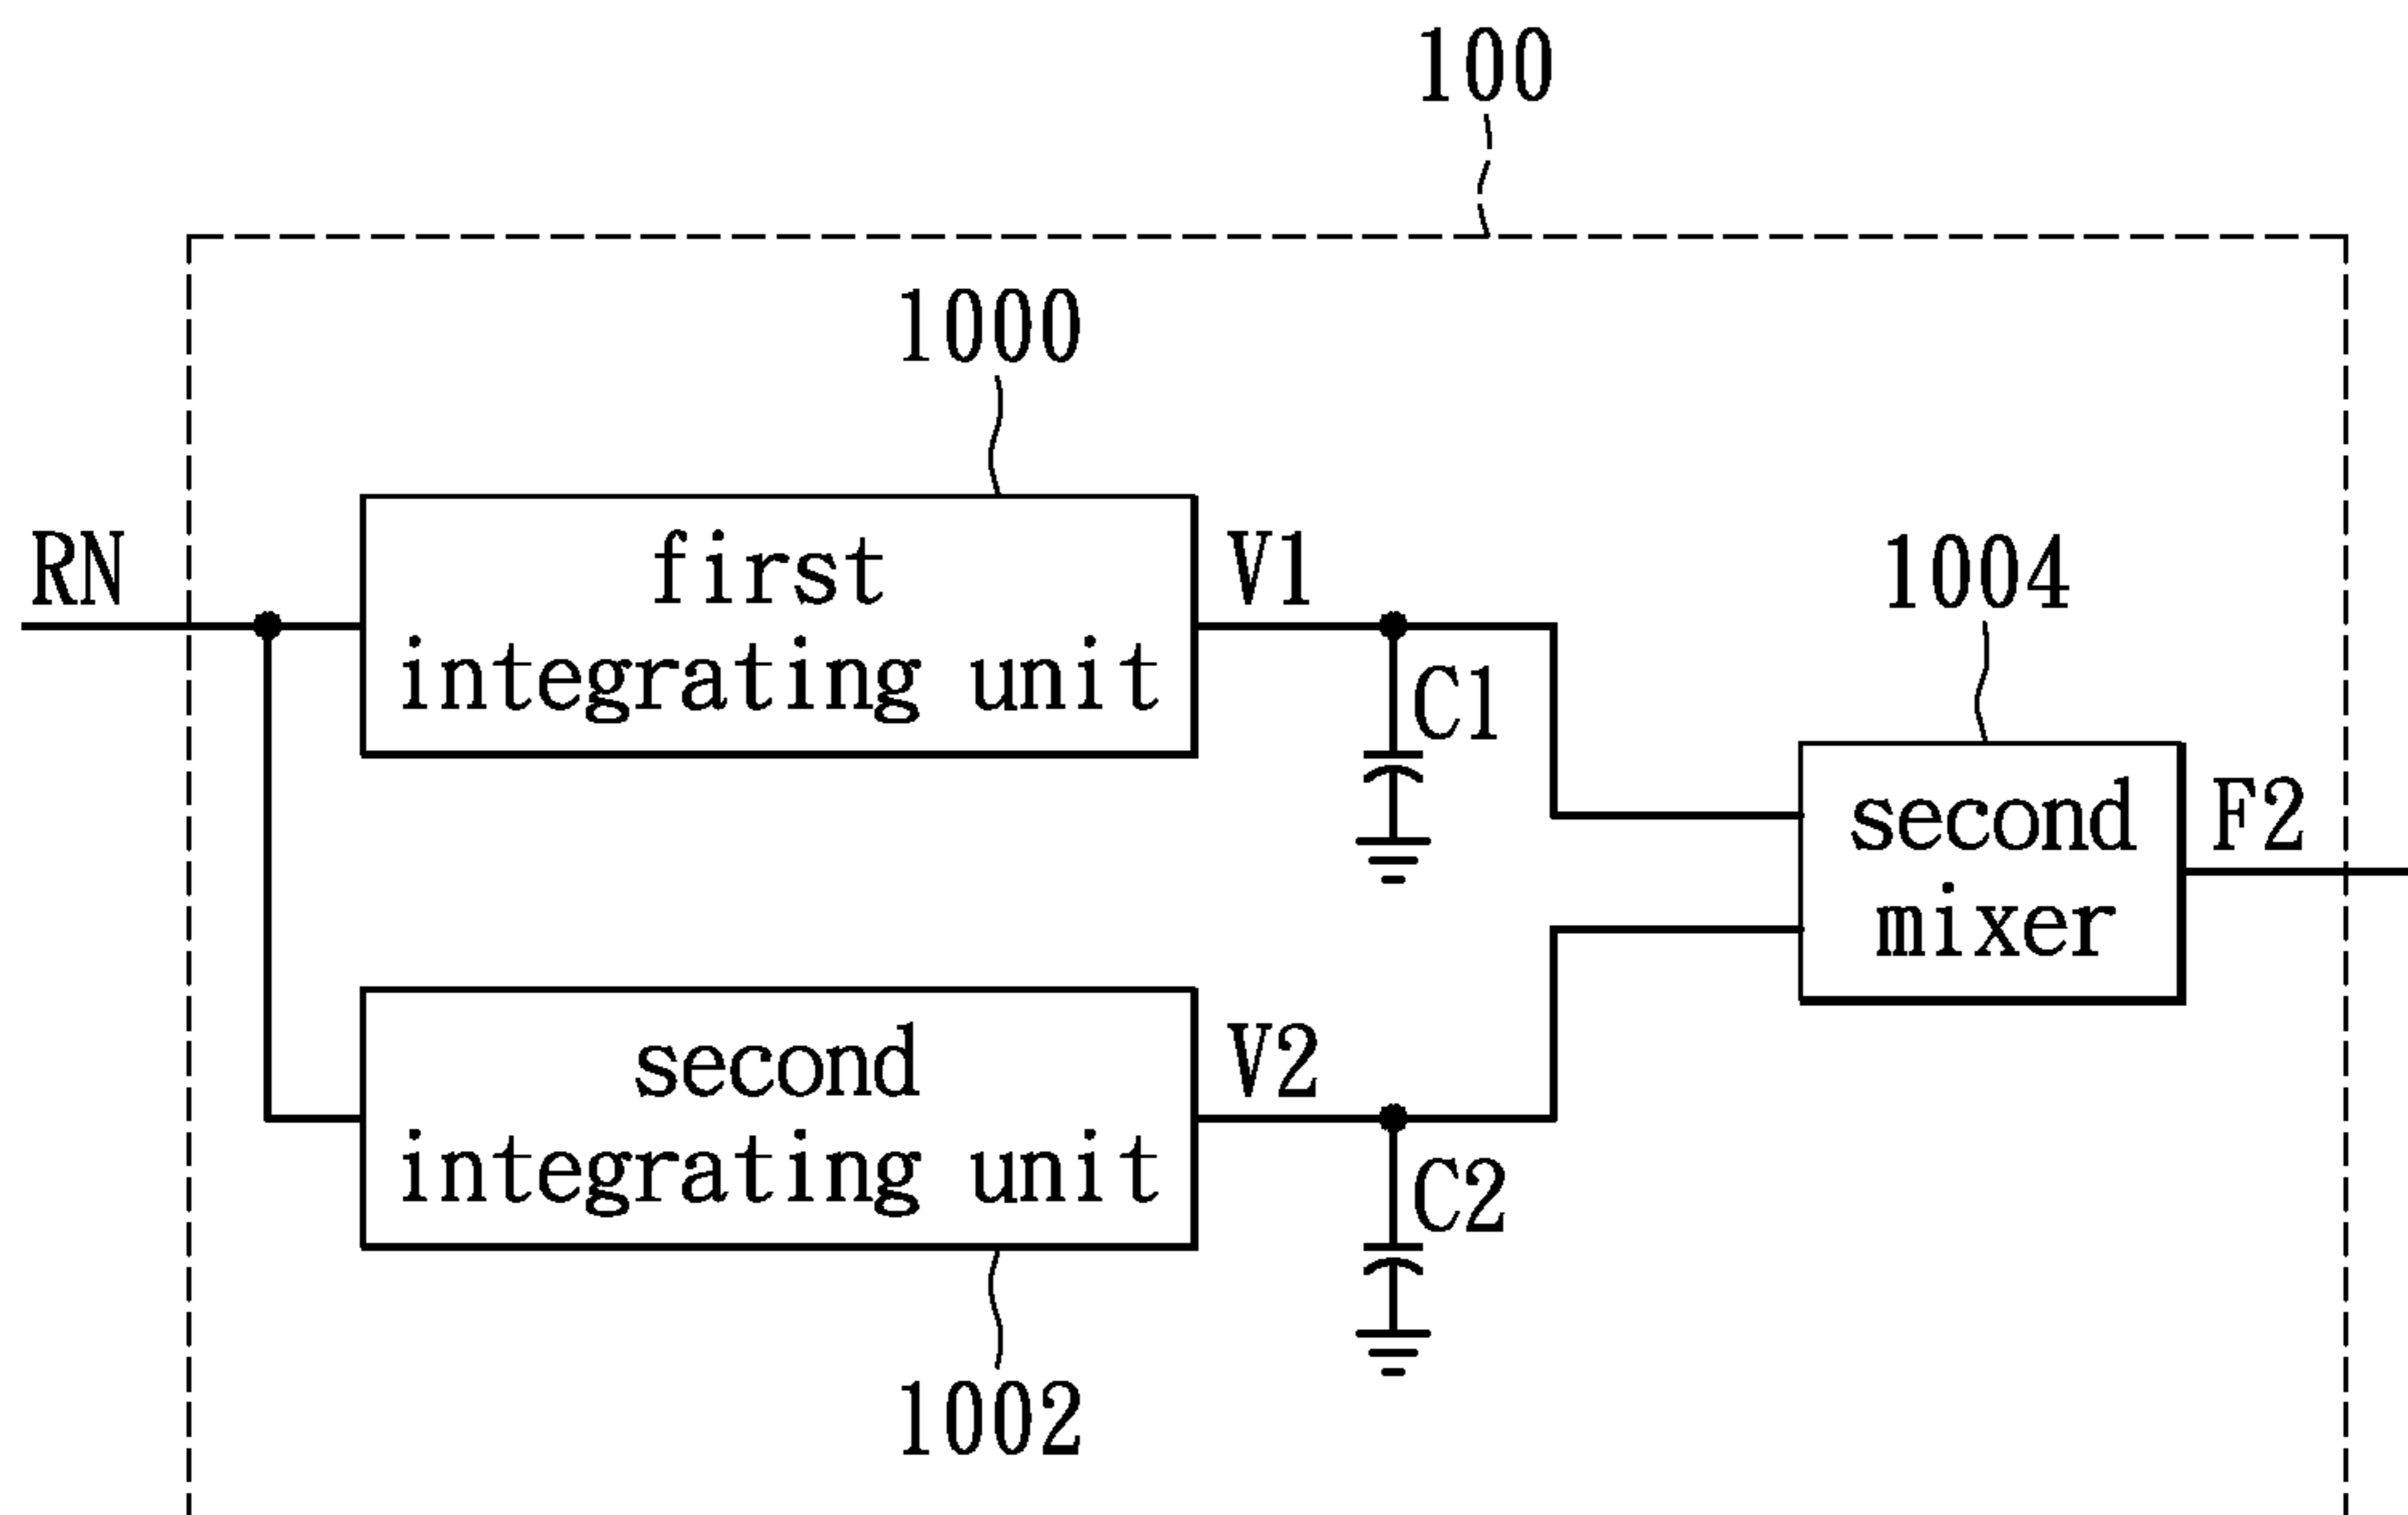 100
1000
RN
first
integrating unit
V1
C1
1004
second
mixer
F2
second
integrating unit
V2
C2
1002